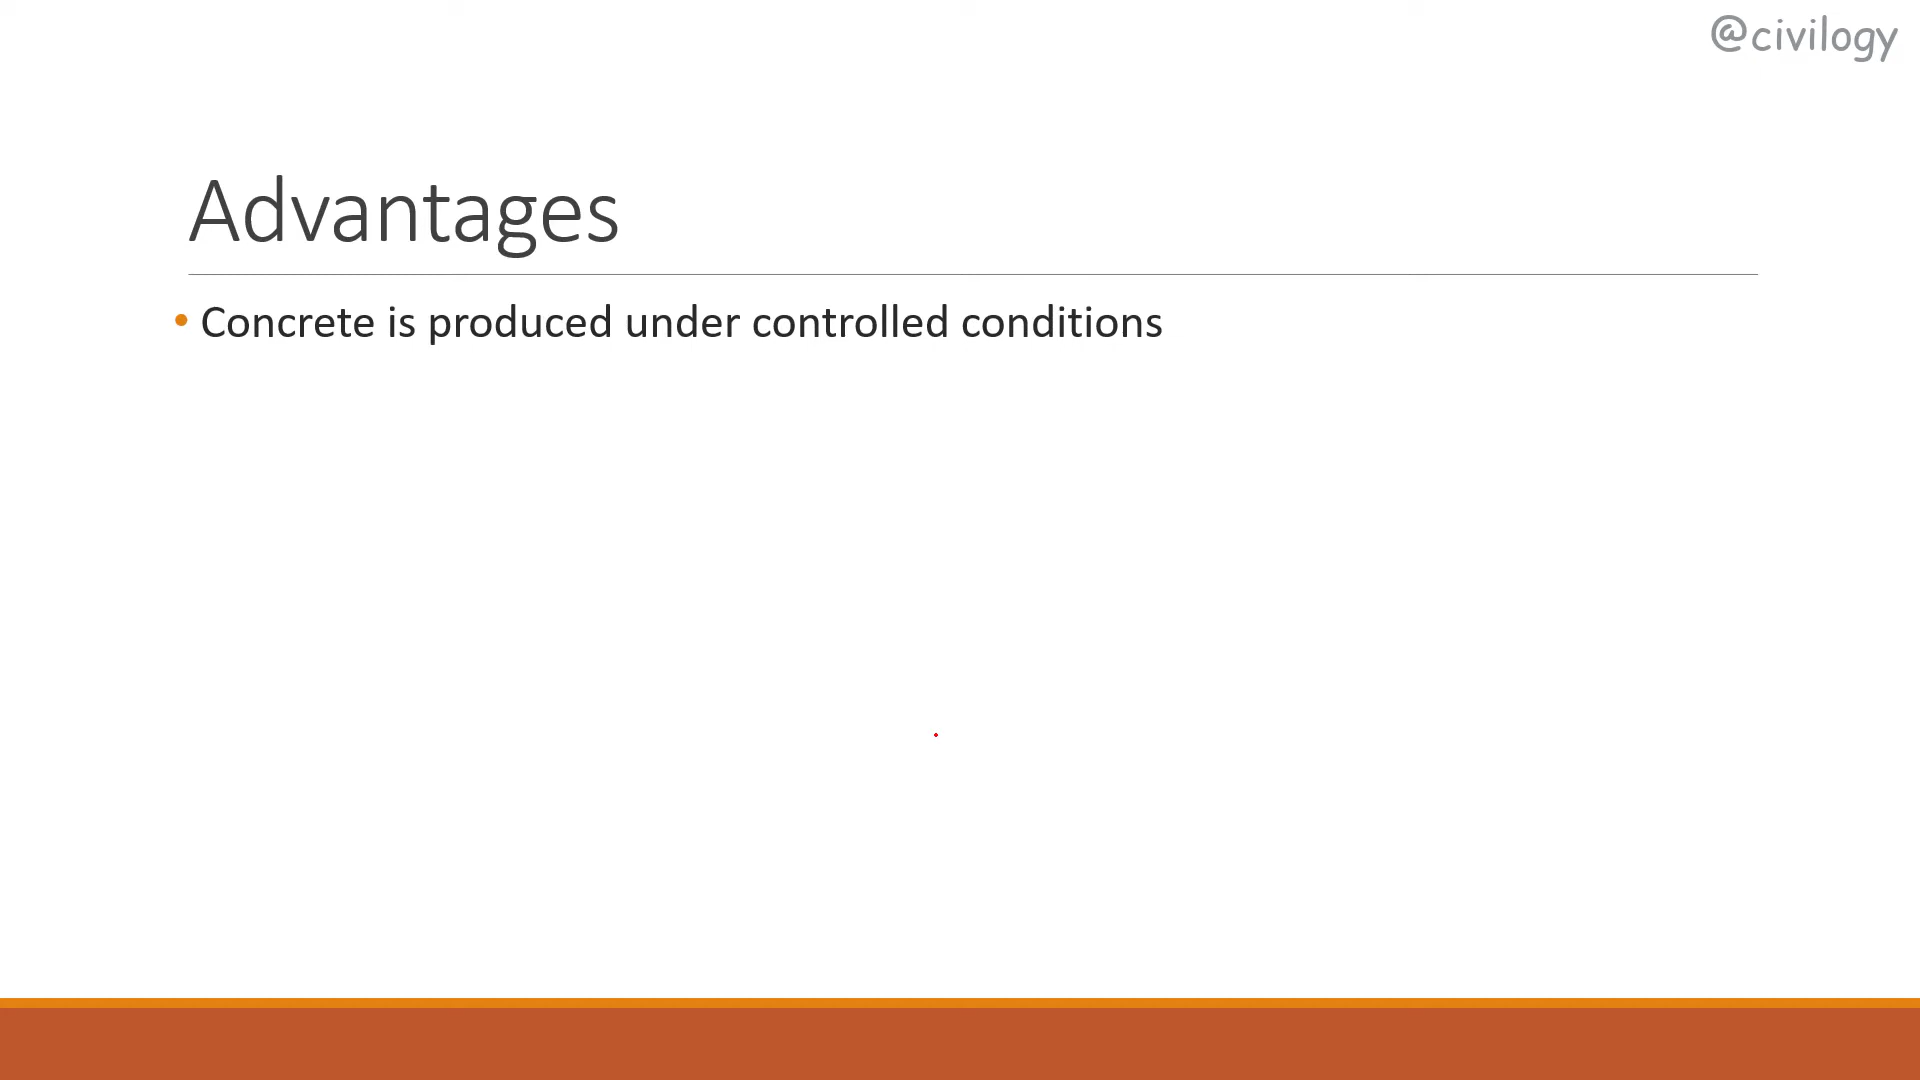 @civilogy
Advantages
• Concrete is produced under controlled conditions